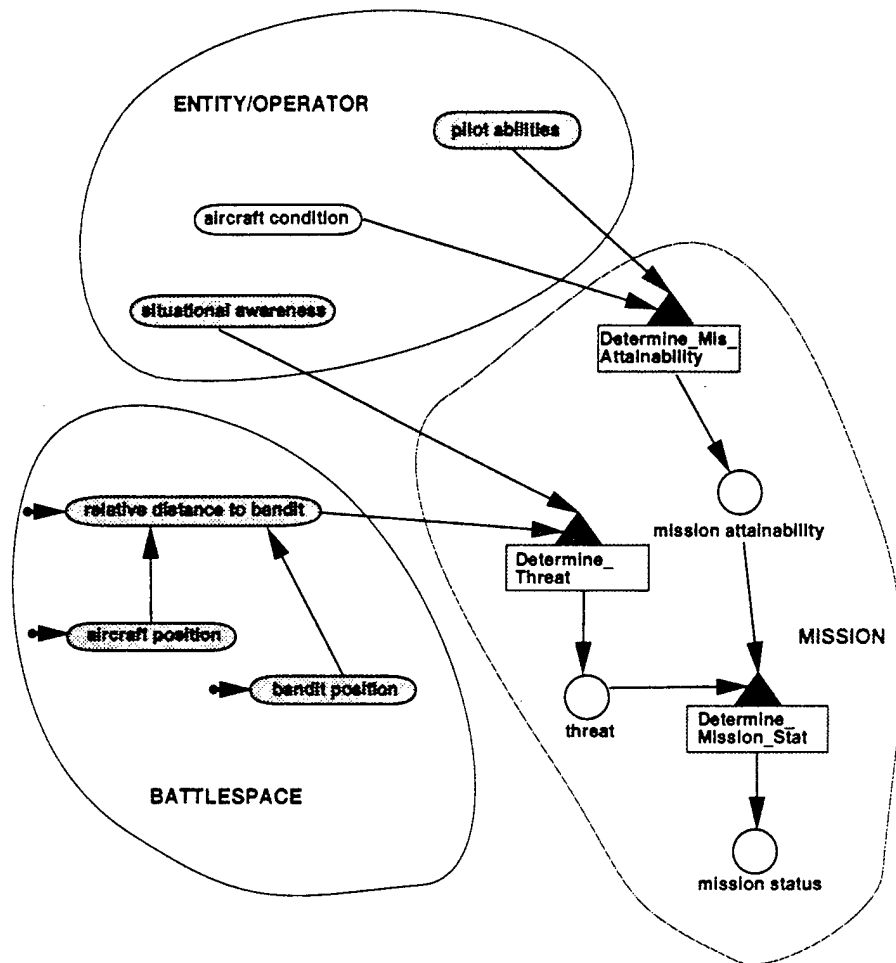 ENTITY/OPERATOR
pilot abilities
aircraft condition
situational awareness
Determine_Mis_
Attainability
relative distance to bandit
mission attainability
Determine_
Threat
aircraft position
MISSION
bandit position
threat
Determine_
Mission_Stat
BATTLESPACE
mission status